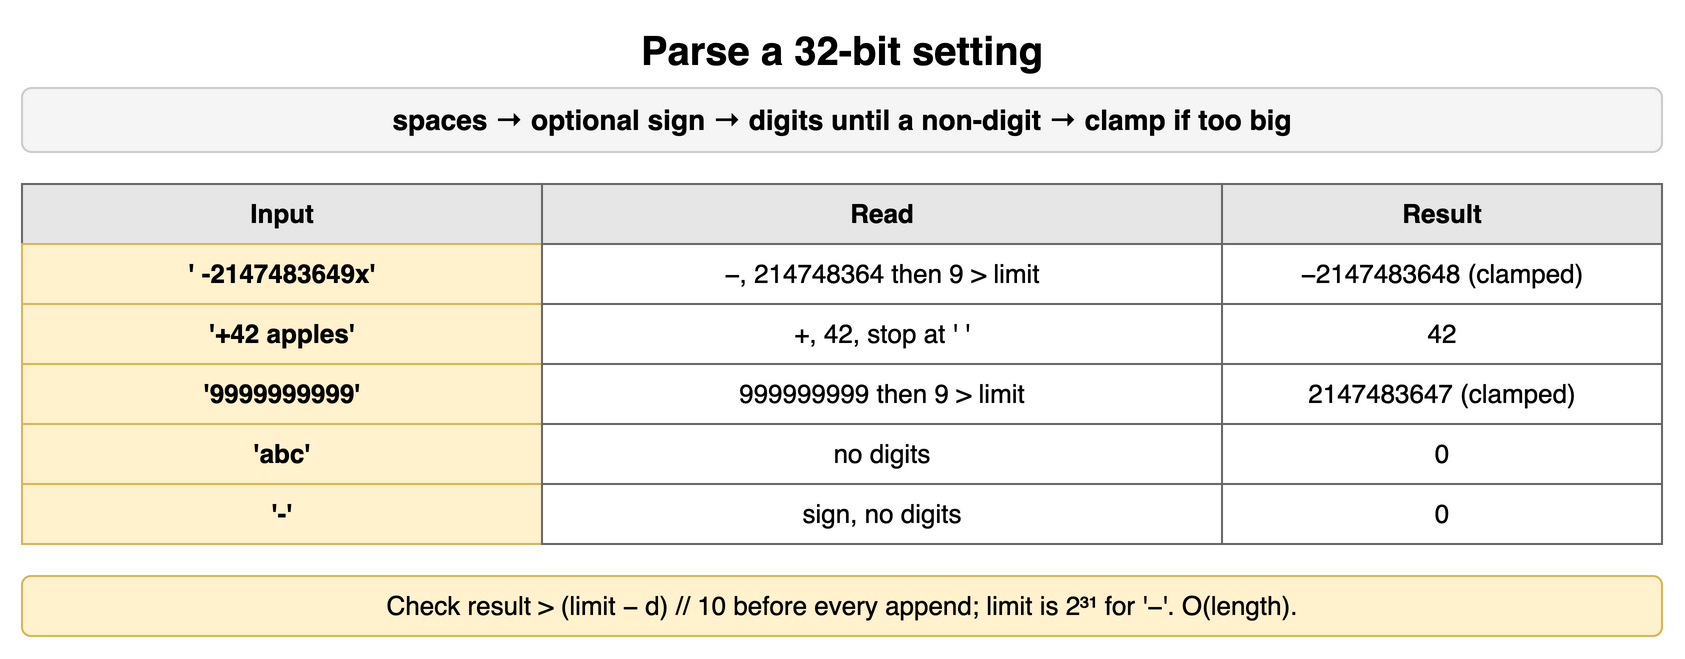 Parse a 32-bit setting
spaces → optional sign → digits until a non-digit → clamp if too big
Input Read Result
' -2147483649x' −, 214748364 then 9 > limit −2147483648 (clamped)
'+42 apples' +, 42, stop at ' ' 42
'9999999999' 999999999 then 9 > limit 2147483647 (clamped)
'abc' no digits 0
'-' sign, no digits 0
Check result > (limit − d) // 10 before every append; limit is 2³¹ for '−'. O(length).